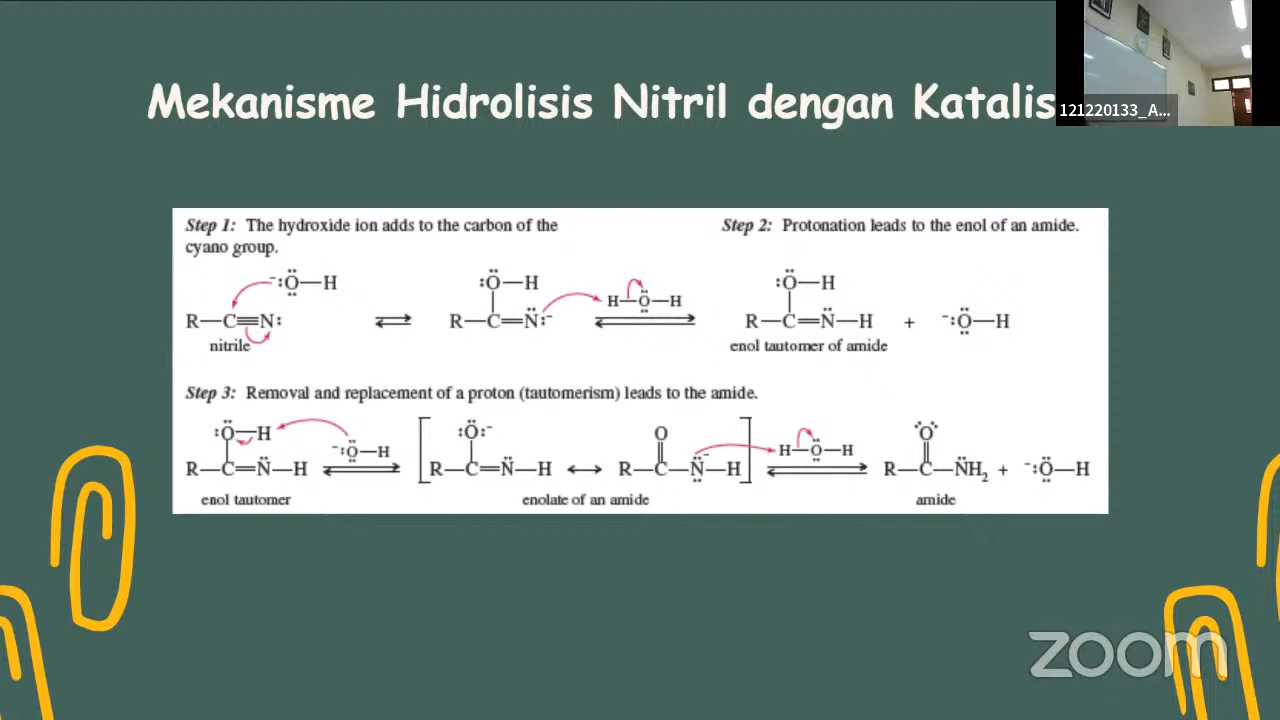 Mekanisme Hidrolisis Nitril dengan Katalis
121220133_A...
Step 1: The hydroxide ion adds to the carbon of the
cyano group.
Step 2: Protonation leads to the enol of an amide.
⁻:Ö—H
:Ö—H
H—Ö—H
:Ö—H
R—C≡N:
R—C=N̈:⁻
R—C=N̈—H + ⁻:Ö—H
nitrile
enol tautomer of amide
Step 3: Removal and replacement of a proton (tautomerism) leads to the amide.
:Ö—H
⁻:Ö—H
:Ö:⁻
O
H—Ö—H
O
R—C=N̈—H
R—C=N̈—H ↔ R—C—N̈⁻—H
R—C—N̈H₂ + ⁻:Ö—H
enol tautomer
enolate of an amide
amide
zoom